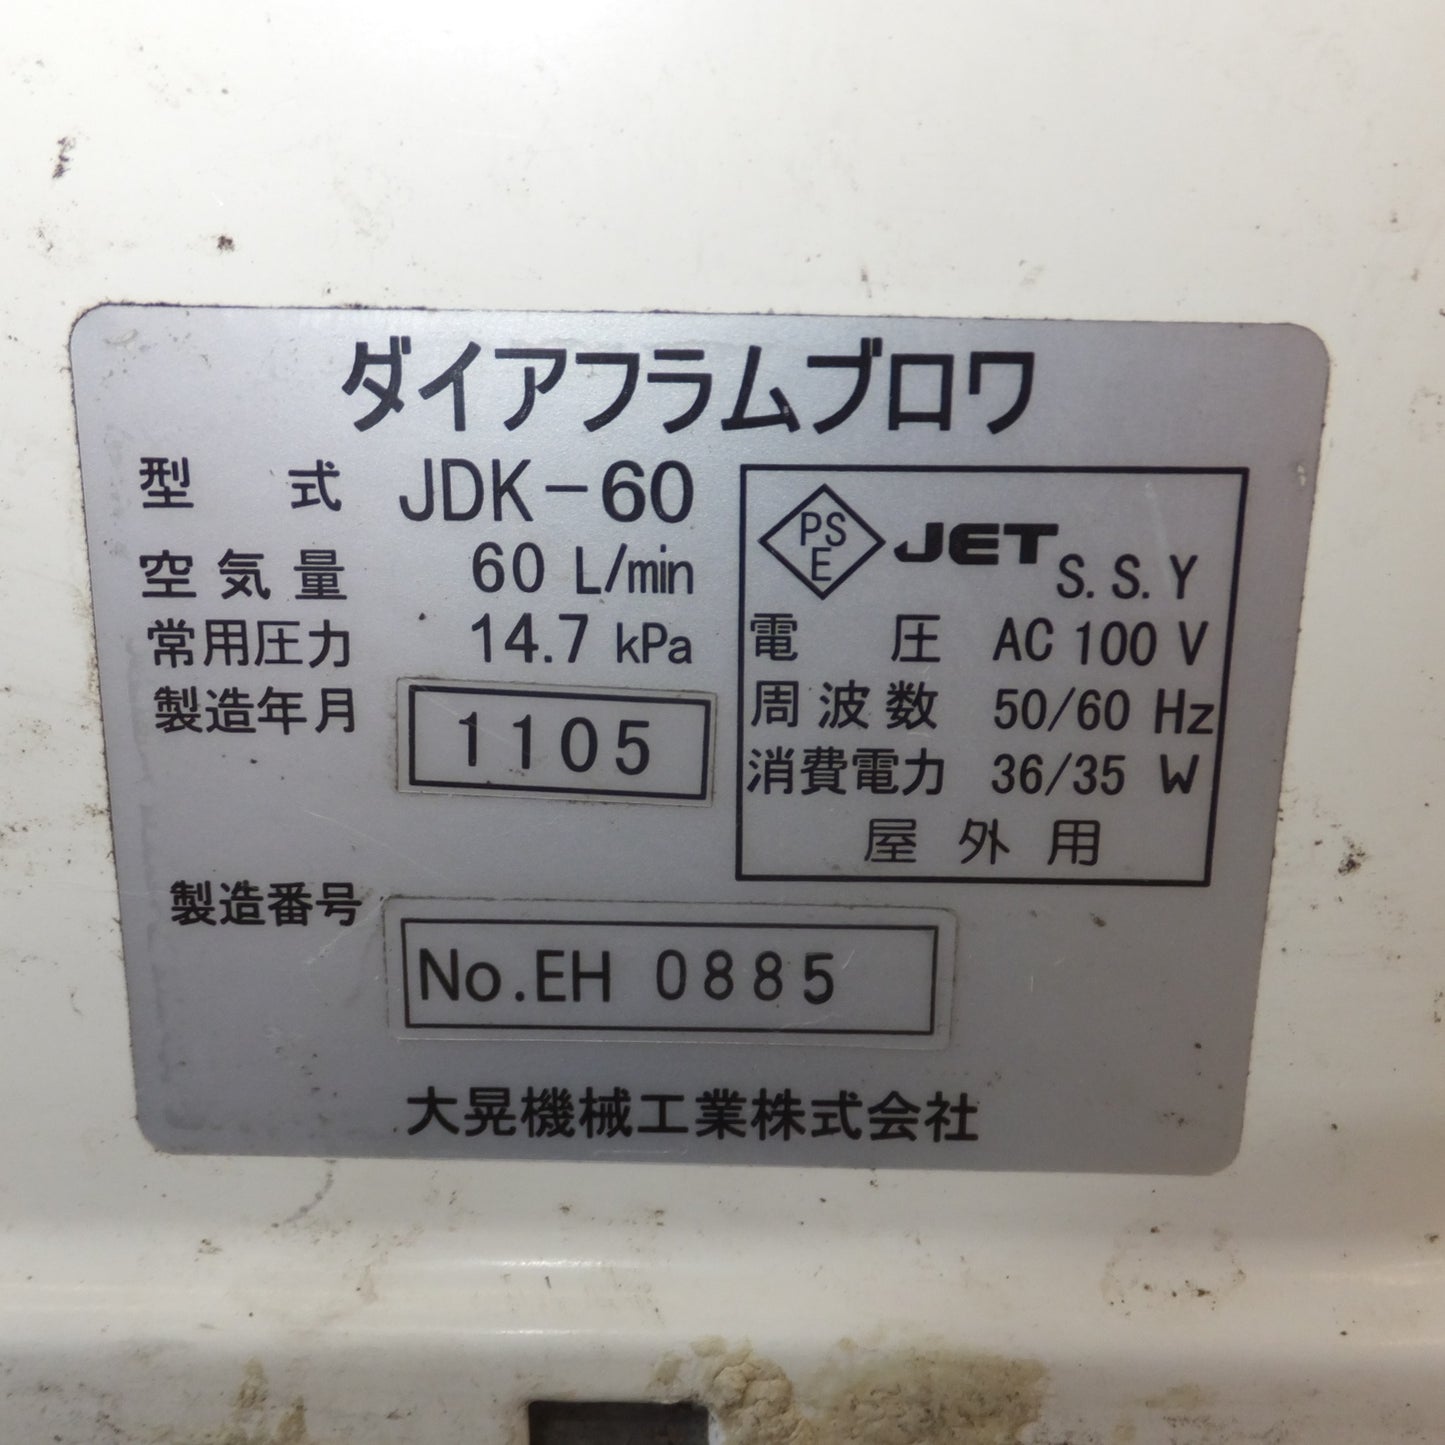 ダイアフラムブロワ
型式 JDK-60
空気量 60 L/min
常用圧力 14.7 kPa
製造年月 1105
PS
E
JET S.S.Y
電圧 AC 100 V
周波数 50/60 Hz
消費電力 36/35 W
屋外用
製造番号
No.EH 0885
大晃機械工業株式会社